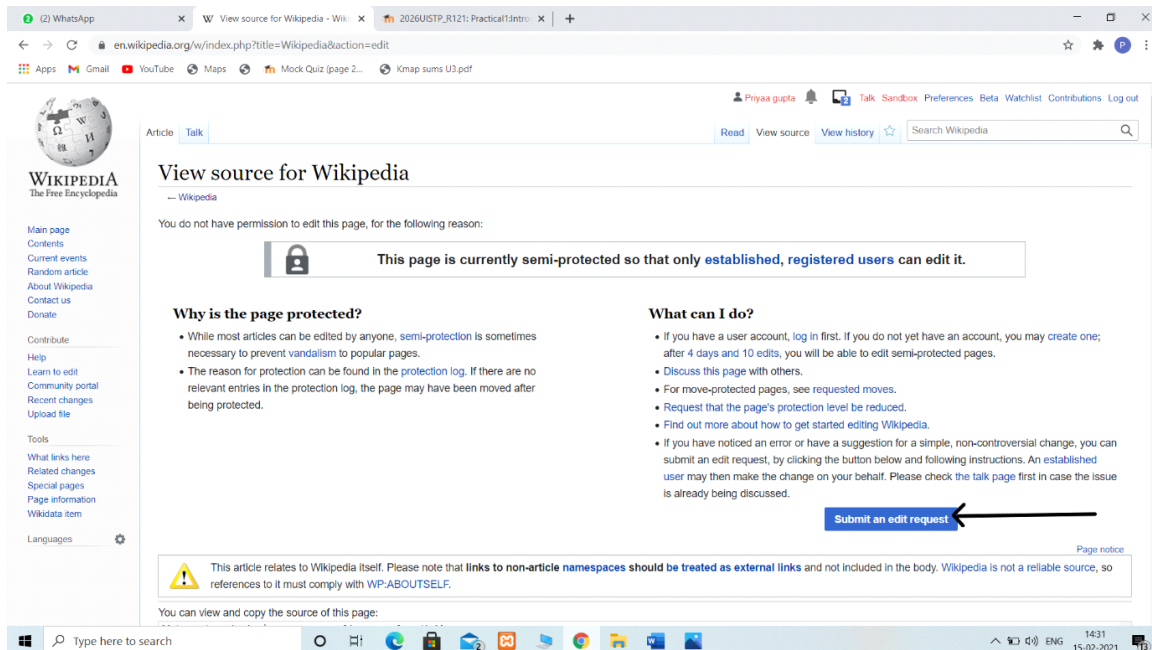 2 (2) WhatsApp
W View source for Wikipedia - Wiki
2026UISTP_R121: Practical1:Intro
en.wikipedia.org/w/index.php?title=Wikipedia&action=edit
P
Apps
Gmail
YouTube
Maps
Mock Quiz (page 2...
Kmap sums U3.pdf
Priyaa gupta 2 Talk Sandbox Preferences Beta Watchlist Contributions Log out
Article Talk
Read View source View history Search Wikipedia
WIKIPEDIA
The Free Encyclopedia
Main page
Contents
Current events
Random article
About Wikipedia
Contact us
Donate
Contribute
Help
Learn to edit
Community portal
Recent changes
Upload file
Tools
What links here
Related changes
Special pages
Page information
Wikidata item
Languages
View source for Wikipedia
← Wikipedia
You do not have permission to edit this page, for the following reason:
This page is currently semi-protected so that only established, registered users can edit it.
Why is the page protected?
• While most articles can be edited by anyone, semi-protection is sometimes
necessary to prevent vandalism to popular pages.
• The reason for protection can be found in the protection log. If there are no
relevant entries in the protection log, the page may have been moved after
being protected.
What can I do?
• If you have a user account, log in first. If you do not yet have an account, you may create one;
after 4 days and 10 edits, you will be able to edit semi-protected pages.
• Discuss this page with others.
• For move-protected pages, see requested moves.
• Request that the page's protection level be reduced.
• Find out more about how to get started editing Wikipedia.
• If you have noticed an error or have a suggestion for a simple, non-controversial change, you can
submit an edit request, by clicking the button below and following instructions. An established
user may then make the change on your behalf. Please check the talk page first in case the issue
is already being discussed.
Submit an edit request
Page notice
This article relates to Wikipedia itself. Please note that links to non-article namespaces should be treated as external links and not included in the body. Wikipedia is not a reliable source, so
references to it must comply with WP:ABOUTSELF.
You can view and copy the source of this page:
Type here to search
ENG
14:31
15-02-2021